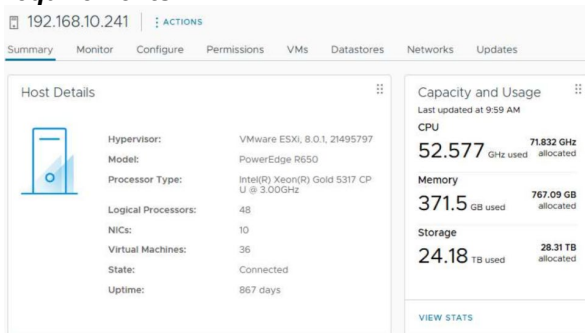 192.168.10.241 ACTIONS
Summary Monitor Configure Permissions VMs Datastores Networks Updates
Host Details
Hypervisor: VMware ESXi, 8.0.1, 21495797
Model: PowerEdge R650
Processor Type: Intel(R) Xeon(R) Gold 5317 CP
U @ 3.00GHz
Logical Processors: 48
NICs: 10
Virtual Machines: 36
State: Connected
Uptime: 867 days
Capacity and Usage
Last updated at 9:59 AM
CPU
52.577 GHz used 71.832 GHz allocated
Memory
371.5 GB used 767.09 GB allocated
Storage
24.18 TB used 28.31 TB allocated
VIEW STATS